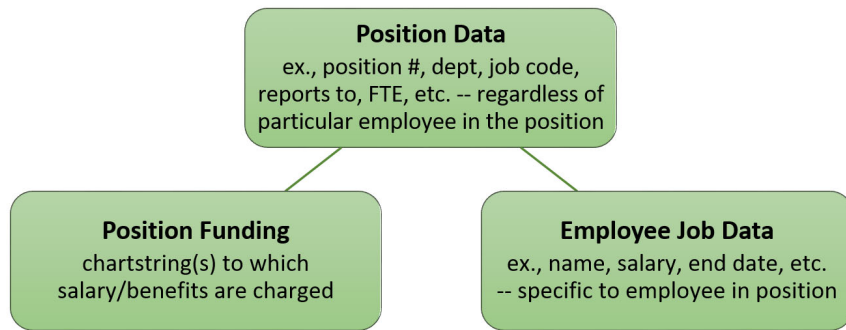 Position Data
ex., position #, dept, job code,
reports to, FTE, etc. -- regardless of
particular employee in the position
Position Funding
chartstring(s) to which
salary/benefits are charged
Employee Job Data
ex., name, salary, end date, etc.
-- specific to employee in position